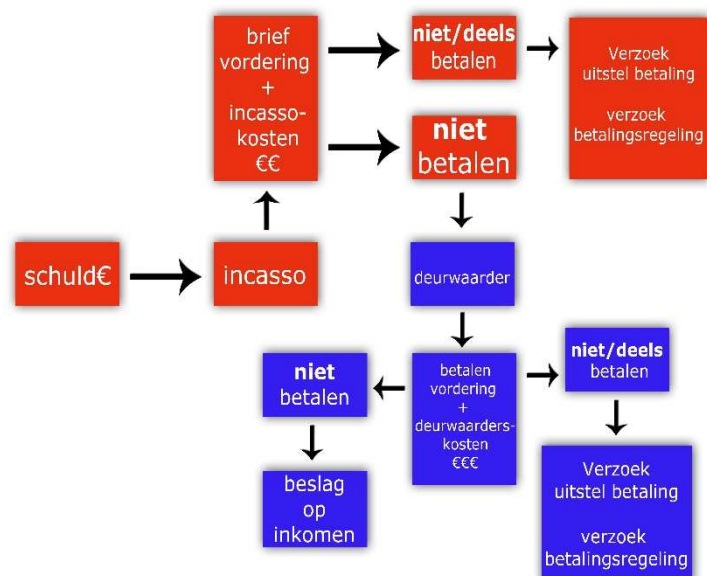 schuld€
incasso
brief
vordering
+
incasso-
kosten
€€
niet/deels
betalen
Verzoek
uitstel betaling
verzoek
betalingsregeling
niet
betalen
deurwaarder
betalen
vordering
+
deurwaarders-
kosten
€€€
niet
betalen
beslag
op
inkomen
niet/deels
betalen
Verzoek
uitstel betaling
verzoek
betalingsregeling